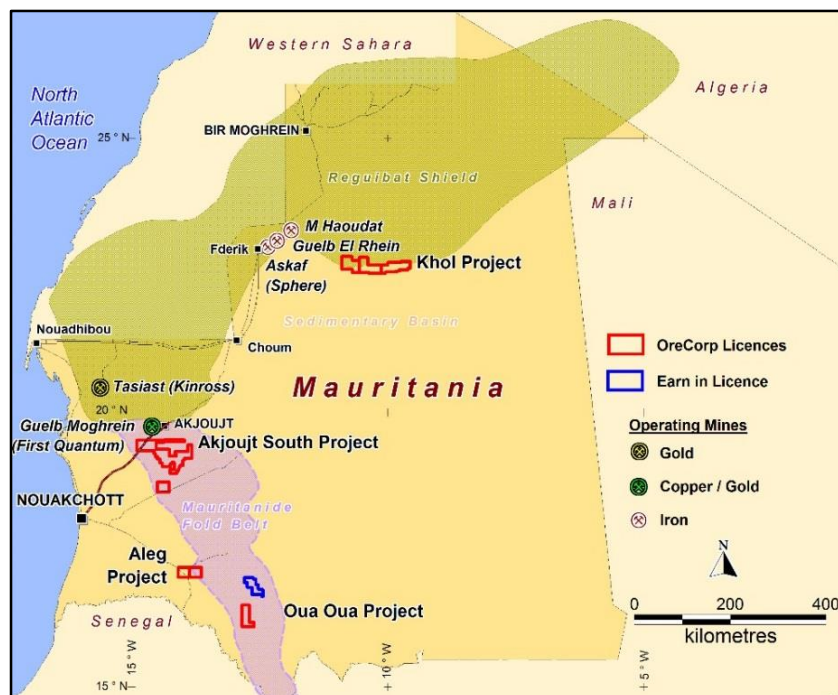 Western Sahara
Algeria
North
Atlantic
Ocean
25 ° N
BIR MOGHREIN
Reguibat Shield
Mali
M Haoudat
Fderik
Guelb El Rhein
Askaf
(Sphere)
Khol Project
Sedimentary Basin
Nouadhibou
Choum
OreCorp Licences
Tasiast (Kinross)
Mauritania
Earn in Licence
20 ° N
Guelb Moghrein
(First Quantum)
AKJOUJT
Operating Mines
Akjoujt South Project
Gold
Copper / Gold
NOUAKCHOTT
Mauritanide
Fold Belt
Iron
Aleg
Project
N
Oua Oua Project
Senegal
0 200 400
kilometres
15 ° W
10 ° W
5 ° W
15 ° N